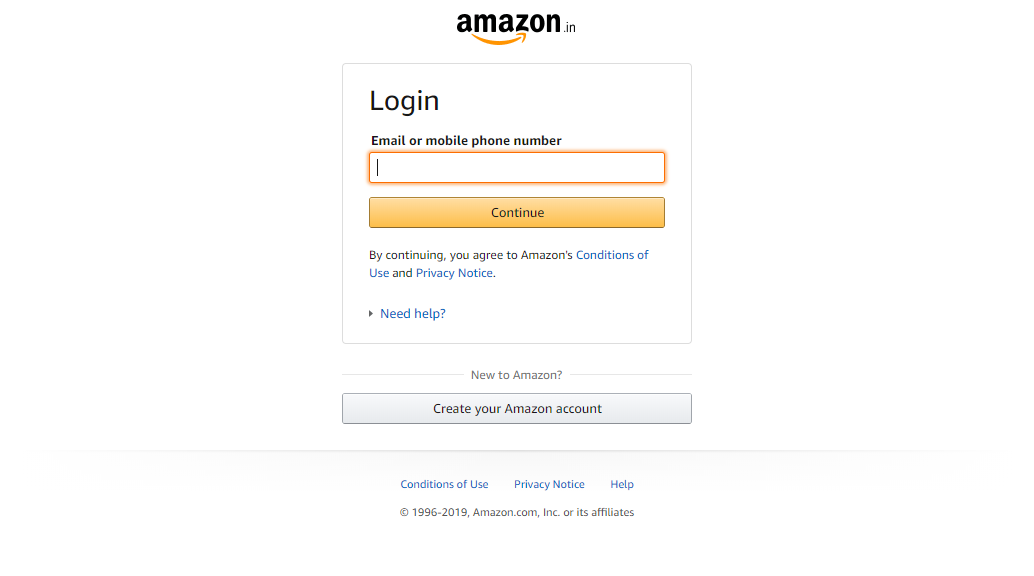 amazon.in
Login
Email or mobile phone number
Continue
By continuing, you agree to Amazon's Conditions of
Use and Privacy Notice.
Need help?
New to Amazon?
Create your Amazon account
Conditions of Use Privacy Notice Help
© 1996-2019, Amazon.com, Inc. or its affiliates